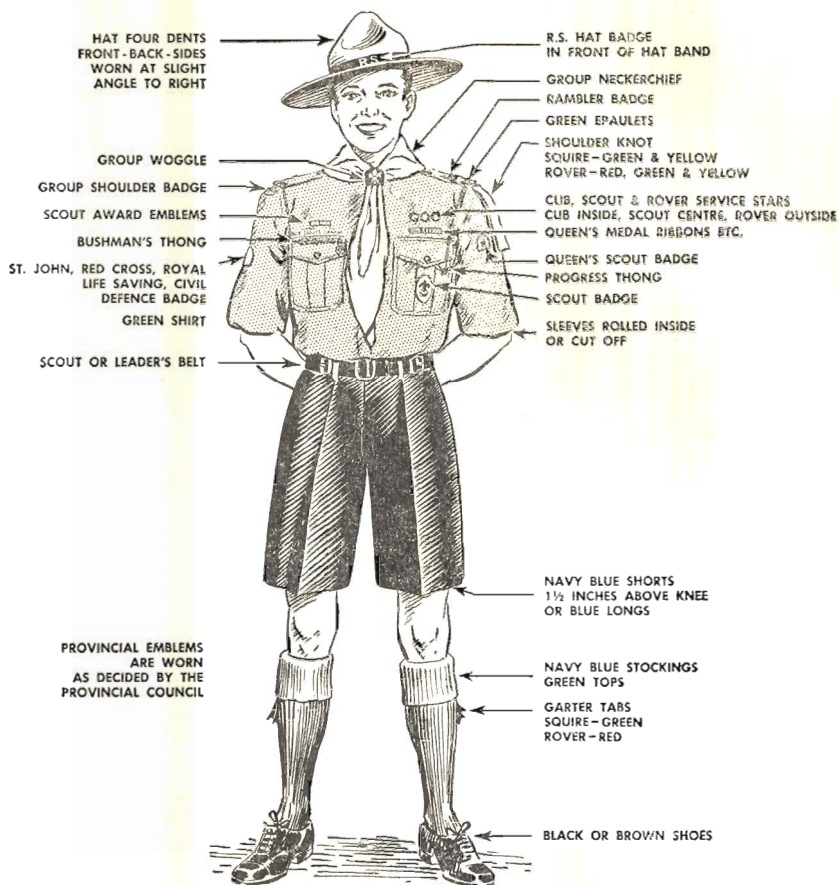 HAT FOUR DENTS
FRONT-BACK-SIDES
WORN AT SLIGHT
ANGLE TO RIGHT
GROUP WOGGLE
GROUP SHOULDER BADGE
SCOUT AWARD EMBLEMS
BUSHMAN'S THONG
ST. JOHN, RED CROSS, ROYAL
LIFE SAVING, CIVIL
DEFENCE BADGE
GREEN SHIRT
SCOUT OR LEADER'S BELT
PROVINCIAL EMBLEMS
ARE WORN
AS DECIDED BY THE
PROVINCIAL COUNCIL
R.S.
R.S. HAT BADGE
IN FRONT OF HAT BAND
GROUP NECKERCHIEF
RAMBLER BADGE
GREEN EPAULETS
SHOULDER KNOT
SQUIRE-GREEN & YELLOW
ROVER-RED, GREEN & YELLOW
CUB, SCOUT & ROVER SERVICE STARS
CUB INSIDE, SCOUT CENTRE, ROVER OUTSIDE
QUEEN'S MEDAL RIBBONS ETC.
QUEEN'S SCOUT BADGE
PROGRESS THONG
SCOUT BADGE
SLEEVES ROLLED INSIDE
OR CUT OFF
NAVY BLUE SHORTS
1½ INCHES ABOVE KNEE
OR BLUE LONGS
NAVY BLUE STOCKINGS
GREEN TOPS
GARTER TABS
SQUIRE-GREEN
ROVER-RED
BLACK OR BROWN SHOES